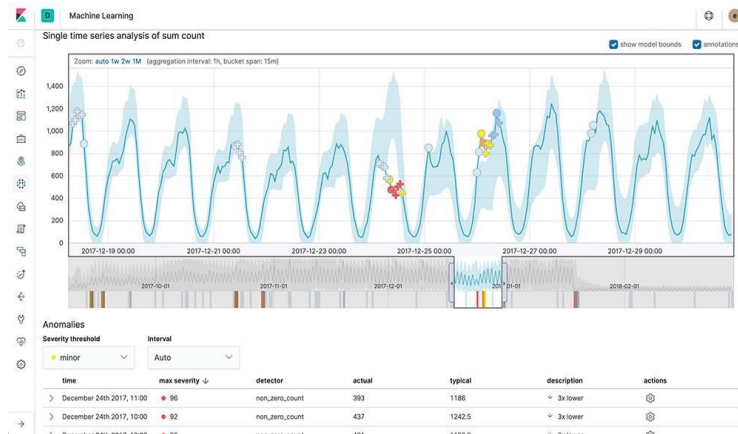 D Machine Learning
Single time series analysis of sum count
show model bounds annotations
Zoom: auto 1w 2w 1M (aggregation interval: 1h, bucket span: 15m)
1,400
1,200
1,000
800
600
400
200
0
2017-12-19 00:00 2017-12-21 00:00 2017-12-23 00:00 2017-12-25 00:00 2017-12-27 00:00 2017-12-29 00:00
2017-10-01 2017-11-01 2017-12-01 2018-02-01
Anomalies
Severity threshold Interval
minor Auto
time max severity detector actual typical description actions
December 24th 2017, 11:00 96 non_zero_count 393 1186 3x lower
December 24th 2017, 10:00 92 non_zero_count 437 1242.5 3x lower